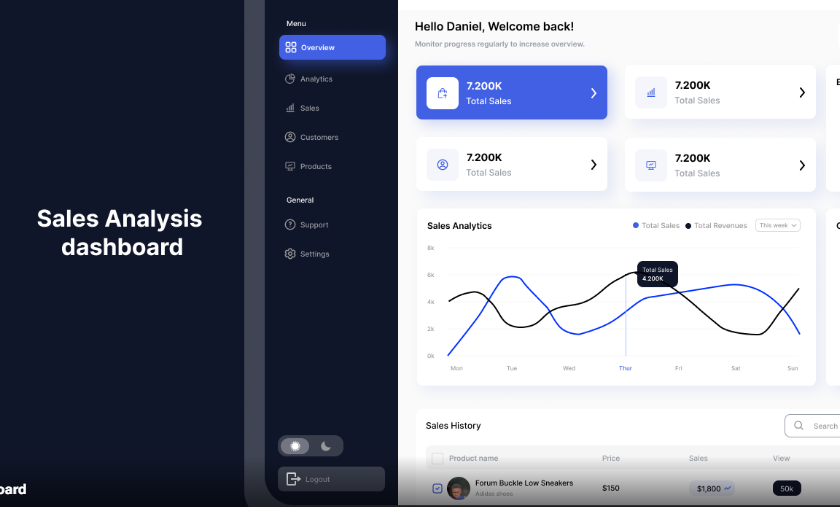 Sales Analysis
dashboard
Menu
Overview
Analytics
Sales
Customers
Products
General
Support
Settings
Logout
Hello Daniel, Welcome back!
Monitor progress regularly to increase overview.
7.200K
Total Sales
7.200K
Total Sales
7.200K
Total Sales
7.200K
Total Sales
Sales Analytics
Total Sales
Total Revenues
This week
8k
6k
4k
2k
0k
Total Sales
4.200K
Mon
Tue
Wed
Thur
Fri
Sat
Sun
Sales History
Search
Product name
Price
Sales
View
Forum Buckle Low Sneakers
Adidas shoes
$150
$1,800
50k